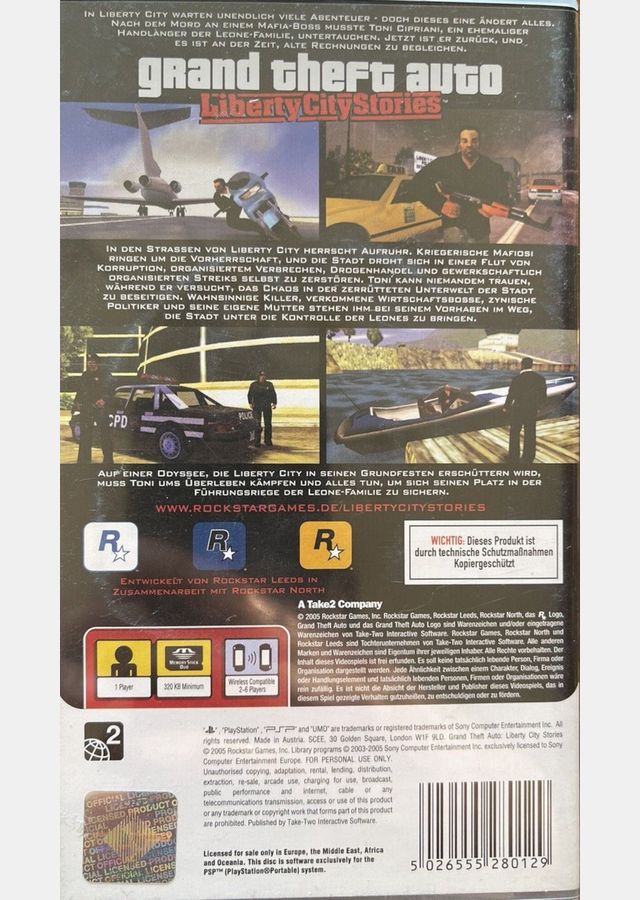 IN LIBERTY CITY WARTEN UNENDLICH VIELE ABENTEUER - DOCH DIESES EINE ÄNDERT ALLES.
NACH DEM MORD AN EINEM MAFIA-BOSS MUSSTE TONI CIPRIANI, EIN EHEMALIGER
HANDLANGER DER LEONE-FAMILIE, UNTERTAUCHEN. JETZT IST ER ZURÜCK, UND
ES IST AN DER ZEIT, ALTE RECHNUNGEN ZU BEGLEICHEN.
grand theft auto
Liberty City Stories
IN DEN STRASSEN VON LIBERTY CITY HERRSCHT AUFRUHR. KRIEGERISCHE MAFIOSI
RINGEN UM DIE VORHERRSCHAFT, UND DIE STADT DROHT SICH IN EINER FLUT VON
KORRUPTION, ORGANISIERTEM VERBRECHEN, DROGENHANDEL UND GEWERKSCHAFTLICH
ORGANISIERTEN STREIKS SELBST ZU ZERSTÖREN. TONI KANN NIEMANDEM TRAUEN,
WÄHREND ER VERSUCHT, DAS CHAOS IN DER ZERRÜTTETEN UNTERWELT DER STADT
ZU BESEITIGEN. WAHNSINNIGE KILLER, VERKOMMENE WIRTSCHAFTSBOSSE, ZYNISCHE
POLITIKER UND SEINE EIGENE MUTTER STEHEN IHM BEI SEINEM VORHABEN IM WEG,
DIE STADT UNTER DIE KONTROLLE DER LEONES ZU BRINGEN.
CPD
POLICE
AUF EINER ODYSSEE, DIE LIBERTY CITY IN SEINEN GRUNDFESTEN ERSCHÜTTERN WIRD,
MUSS TONI UMS ÜBERLEBEN KÄMPFEN UND ALLES TUN, UM SICH SEINEN PLATZ IN DER
FÜHRUNGSRIEGE DER LEONE-FAMILIE ZU SICHERN.
WWW.ROCKSTARGAMES.DE/LIBERTYCITYSTORIES
R R R
WICHTIG: Dieses Produkt ist
durch technische Schutzmaßnahmen
Kopiergeschützt
ENTWICKELT VON ROCKSTAR LEEDS IN
ZUSAMMENARBEIT MIT ROCKSTAR NORTH
A Take2 Company
© 2005 Rockstar Games, Inc. Rockstar Games, Rockstar Leeds, Rockstar North, das R Logo,
Grand Theft Auto und das Grand Theft Auto Logo sind Warenzeichen und/oder eingetragene
Warenzeichen von Take-Two Interactive Software. Rockstar Games, Rockstar North und
Rockstar Leeds sind Tochterunternehmen von Take-Two Interactive Software. Alle anderen
Marken und Warenzeichen sind Eigentum ihrer jeweiligen Inhaber. Alle Rechte vorbehalten. Der
Inhalt dieses Videospiels ist frei erfunden. Es soll keine tatsächlich lebende Person, Firma oder
Organisation dargestellt werden. Jede Ähnlichkeit zwischen einem Charakter, Dialog, Ereignis
oder Handlungselement und tatsächlich lebenden Personen, Firmen oder Organisationen wäre
rein zufällig. Es ist nicht die Absicht der Hersteller und Publisher dieses Videospiels, das in
diesem Spiel gezeigte Verhalten gutzuheißen, zu entschuldigen oder zu fördern.
MEMORY STICK
DUO
1 Player
320 KB Minimum
Wireless Compatible
2-6 Players
2
"PlayStation", "PSP" and "UMD" are trademarks or registered trademarks of Sony Computer Entertainment Inc. All
rights reserved. Made in Austria. SCEE, 30 Golden Square, London W1F 9LD. Grand Theft Auto: Liberty City Stories
© 2005 Rockstar Games, Inc. Library programs © 2003-2005 Sony Computer Entertainment Inc. exclusively licensed to Sony
Computer Entertainment Europe. FOR PERSONAL USE ONLY.
Unauthorised copying, adaptation, rental, lending, distribution,
extraction, re-sale, arcade use, charging for use, broadcast,
public performance and internet, cable or any
telecommunications transmission, access or use of this product
or any trademark or copyright work that forms part of this product
are prohibited. Published by Take-Two Interactive Software.
OFFICIAL LICENSED PRODUCT
Licensed for sale only in Europe, the Middle East, Africa
and Oceania. This disc is software exclusively for the
PSP™ (PlayStation®Portable) system.
5 026555 280129